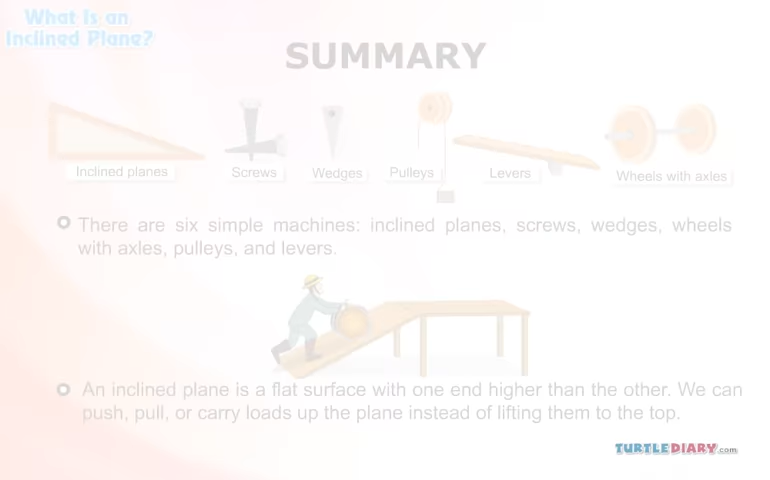 What Is an
Inclined Plane?
SUMMARY
Inclined planes
Screws
Wedges
Pulleys
Levers
Wheels with axles
There are six simple machines: inclined planes, screws, wedges, wheels
with axles, pulleys, and levers.
An inclined plane is a flat surface with one end higher than the other. We can
push, pull, or carry loads up the plane instead of lifting them to the top.
TURTLEDIARY.com